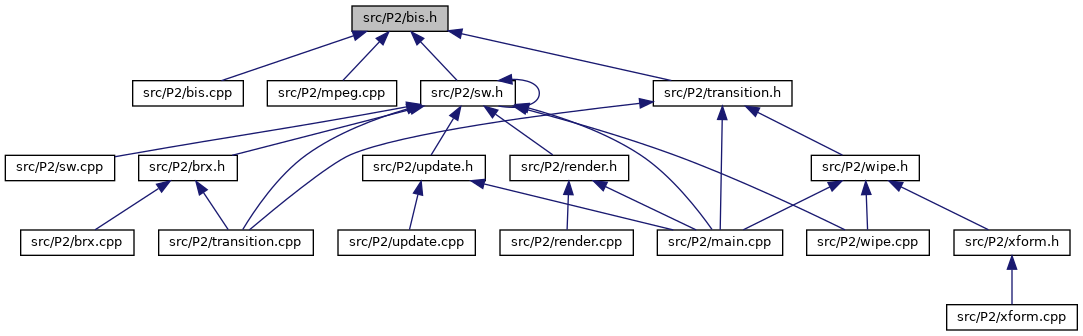 src/P2/bis.h
src/P2/bis.cpp
src/P2/mpeg.cpp
src/P2/sw.h
src/P2/transition.h
src/P2/sw.cpp
src/P2/brx.h
src/P2/update.h
src/P2/render.h
src/P2/wipe.h
src/P2/brx.cpp
src/P2/transition.cpp
src/P2/update.cpp
src/P2/render.cpp
src/P2/main.cpp
src/P2/wipe.cpp
src/P2/xform.h
src/P2/xform.cpp